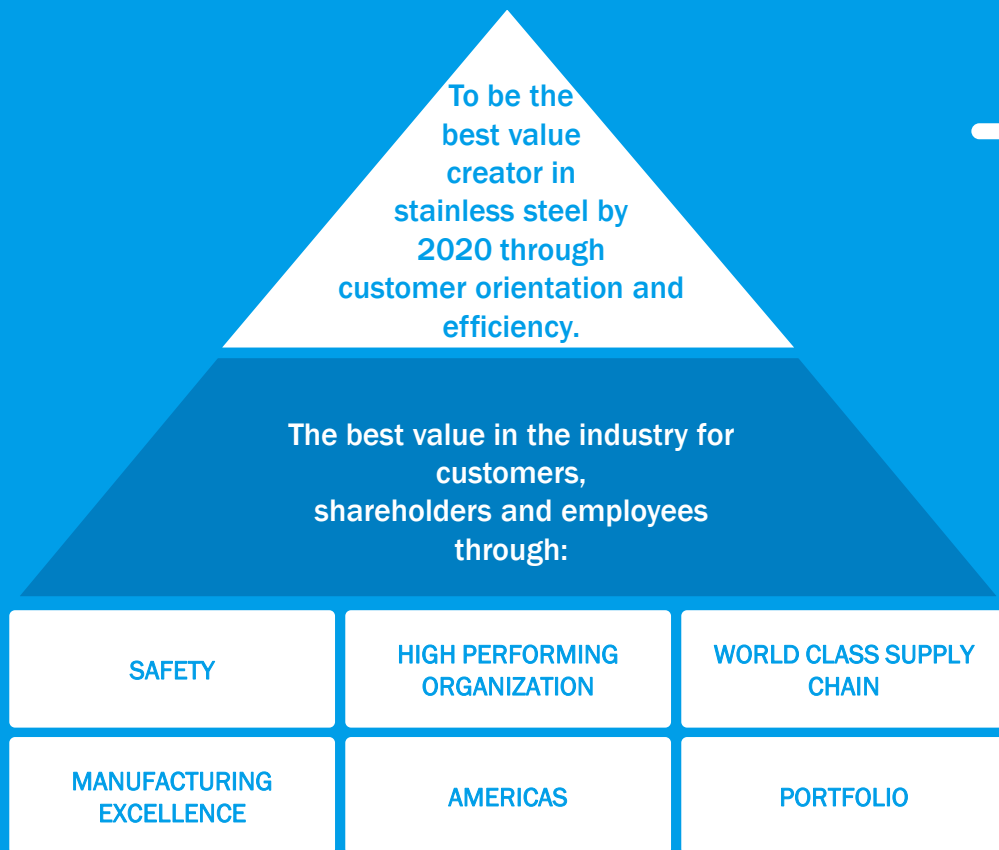 To be the
best value
creator in
stainless steel by
2020 through
customer orientation and
efficiency.
The best value in the industry for
customers,
shareholders and employees
through:
SAFETY
HIGH PERFORMING
ORGANIZATION
WORLD CLASS SUPPLY
CHAIN
MANUFACTURING
EXCELLENCE
AMERICAS
PORTFOLIO